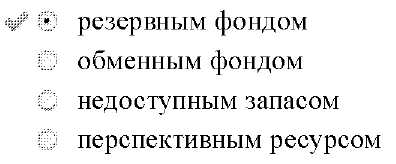 резервным фондом
обменным фондом
недоступным запасом
перспективным ресурсом